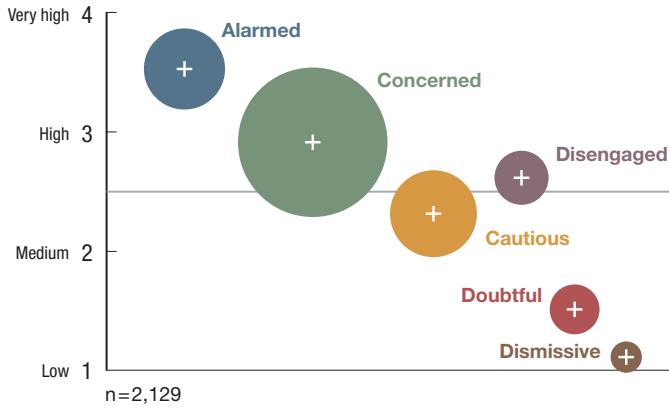 Very high 4
Alarmed
Concerned
High 3
Disengaged
Cautious
Medium 2
Doubtful
Dismissive
Low 1
n=2,129